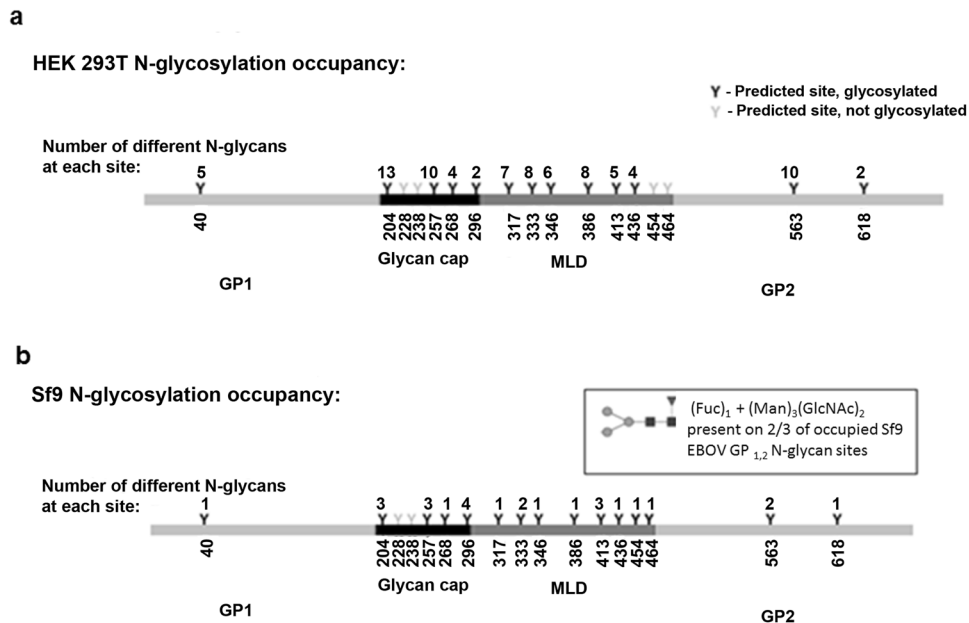 a
HEK 293T N-glycosylation occupancy:
- Predicted site, glycosylated
- Predicted site, not glycosylated
Number of different N-glycans
at each site:
5 13 10 4 2 7 8 6 8 5 4 10 2
40 204 228 238 257 268 296 317 333 346 386 413 436 454 464 563 618
Glycan cap MLD
GP1 GP2
b
Sf9 N-glycosylation occupancy:
(Fuc)1 + (Man)3(GlcNAc)2
present on 2/3 of occupied Sf9
EBOV GP 1,2 N-glycan sites
Number of different N-glycans
at each site:
1 3 3 1 4 1 2 1 1 3 1 1 1 2 1
40 204 228 238 257 268 296 317 333 346 386 413 436 454 464 563 618
Glycan cap MLD
GP1 GP2